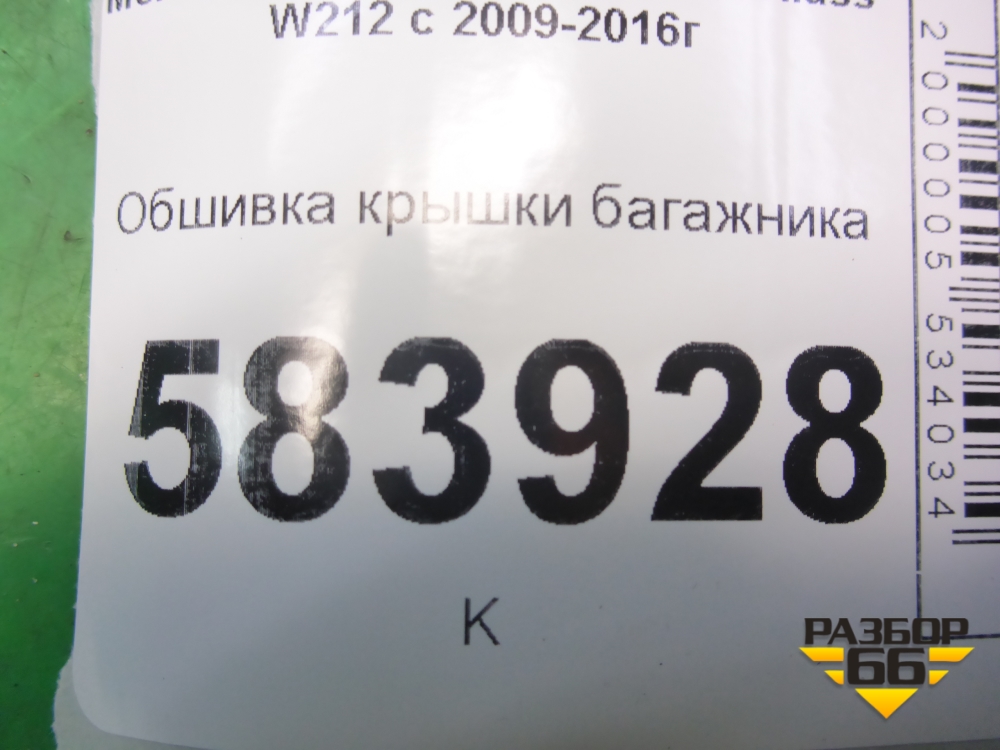 W212 с 2009-2016г
Обшивка крышки багажника
583928
К
2000005534034
РАЗБОР
66